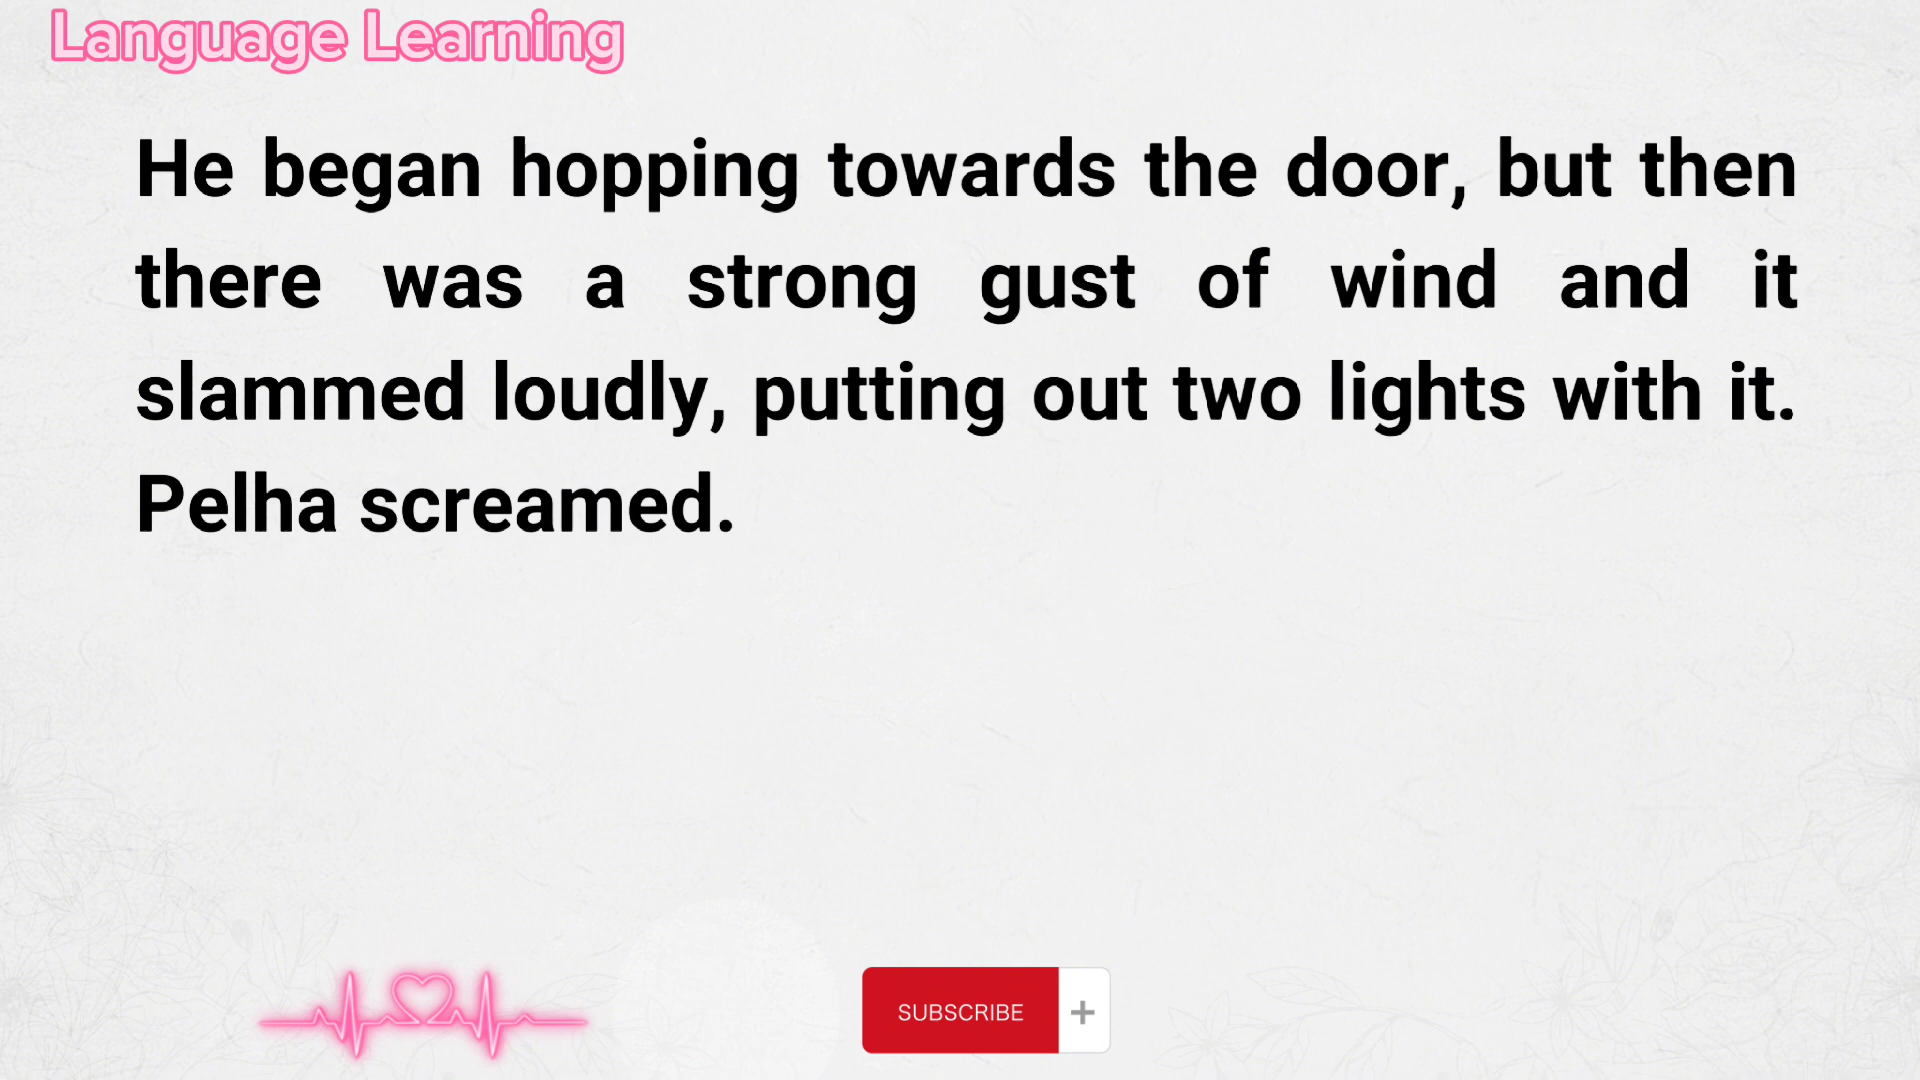 Language Learning
He began hopping towards the door, but then
there was a strong gust of wind and it
slammed loudly, putting out two lights with it.
Pelha screamed.
SUBSCRIBE +